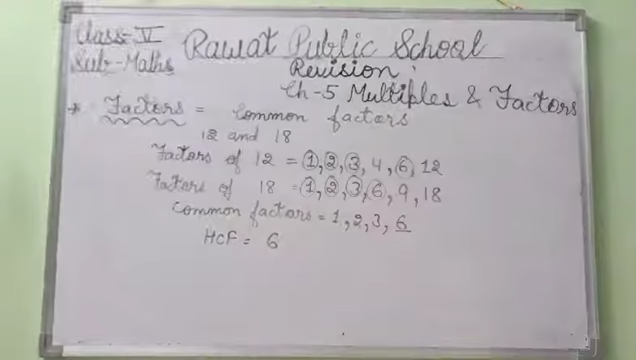 Class-V
Sub-Maths
Rawat Public School
Revision :
Ch-5 Multiples & Factors
* Factors = Common factors
12 and 18
Factors of 12 = 1, 2, 3, 4, 6, 12
Factors of 18 = 1, 2, 3, 6, 9, 18
Common factors = 1, 2, 3, 6
HCF = 6